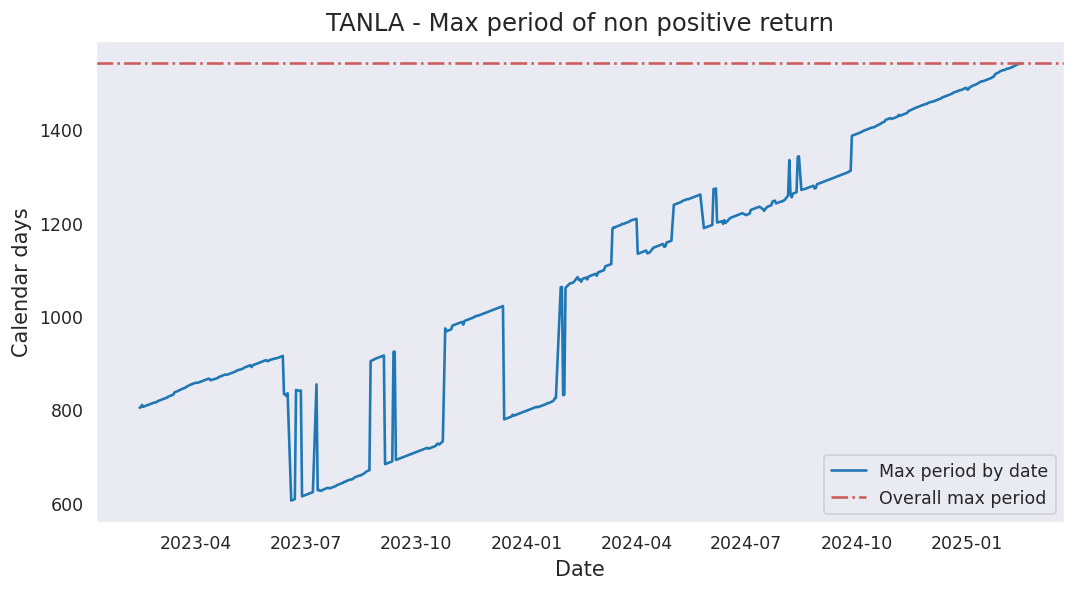 TANLA - Max period of non positive return
Calendar days
1400
1200
1000
800
600
Max period by date
Overall max period
2023-04
2023-07
2023-10
2024-01
2024-04
2024-07
2024-10
2025-01
Date